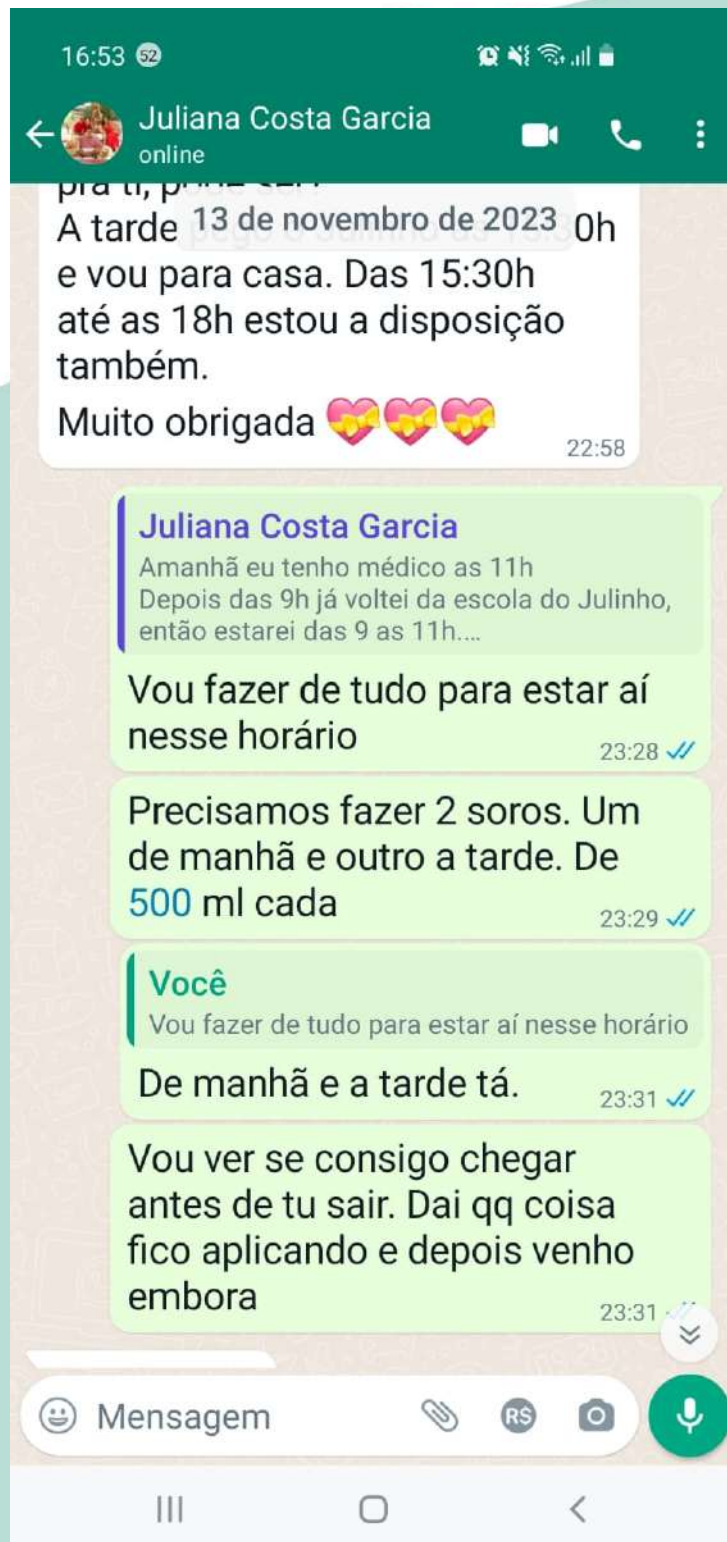 16:53 52
Juliana Costa Garcia
online
13 de novembro de 2023
A tarde 0h
e vou para casa. Das 15:30h
até as 18h estou a disposição
também.
Muito obrigada 💝💝💝
22:58
Juliana Costa Garcia
Amanhã eu tenho médico as 11h
Depois das 9h já voltei da escola do Julinho,
então estarei das 9 as 11h....
Vou fazer de tudo para estar aí
nesse horário
23:28
Precisamos fazer 2 soros. Um
de manhã e outro a tarde. De
500 ml cada
23:29
Você
Vou fazer de tudo para estar aí nesse horário
De manhã e a tarde tá.
23:31
Vou ver se consigo chegar
antes de tu sair. Dai qq coisa
fico aplicando e depois venho
embora
23:31
Mensagem
R$